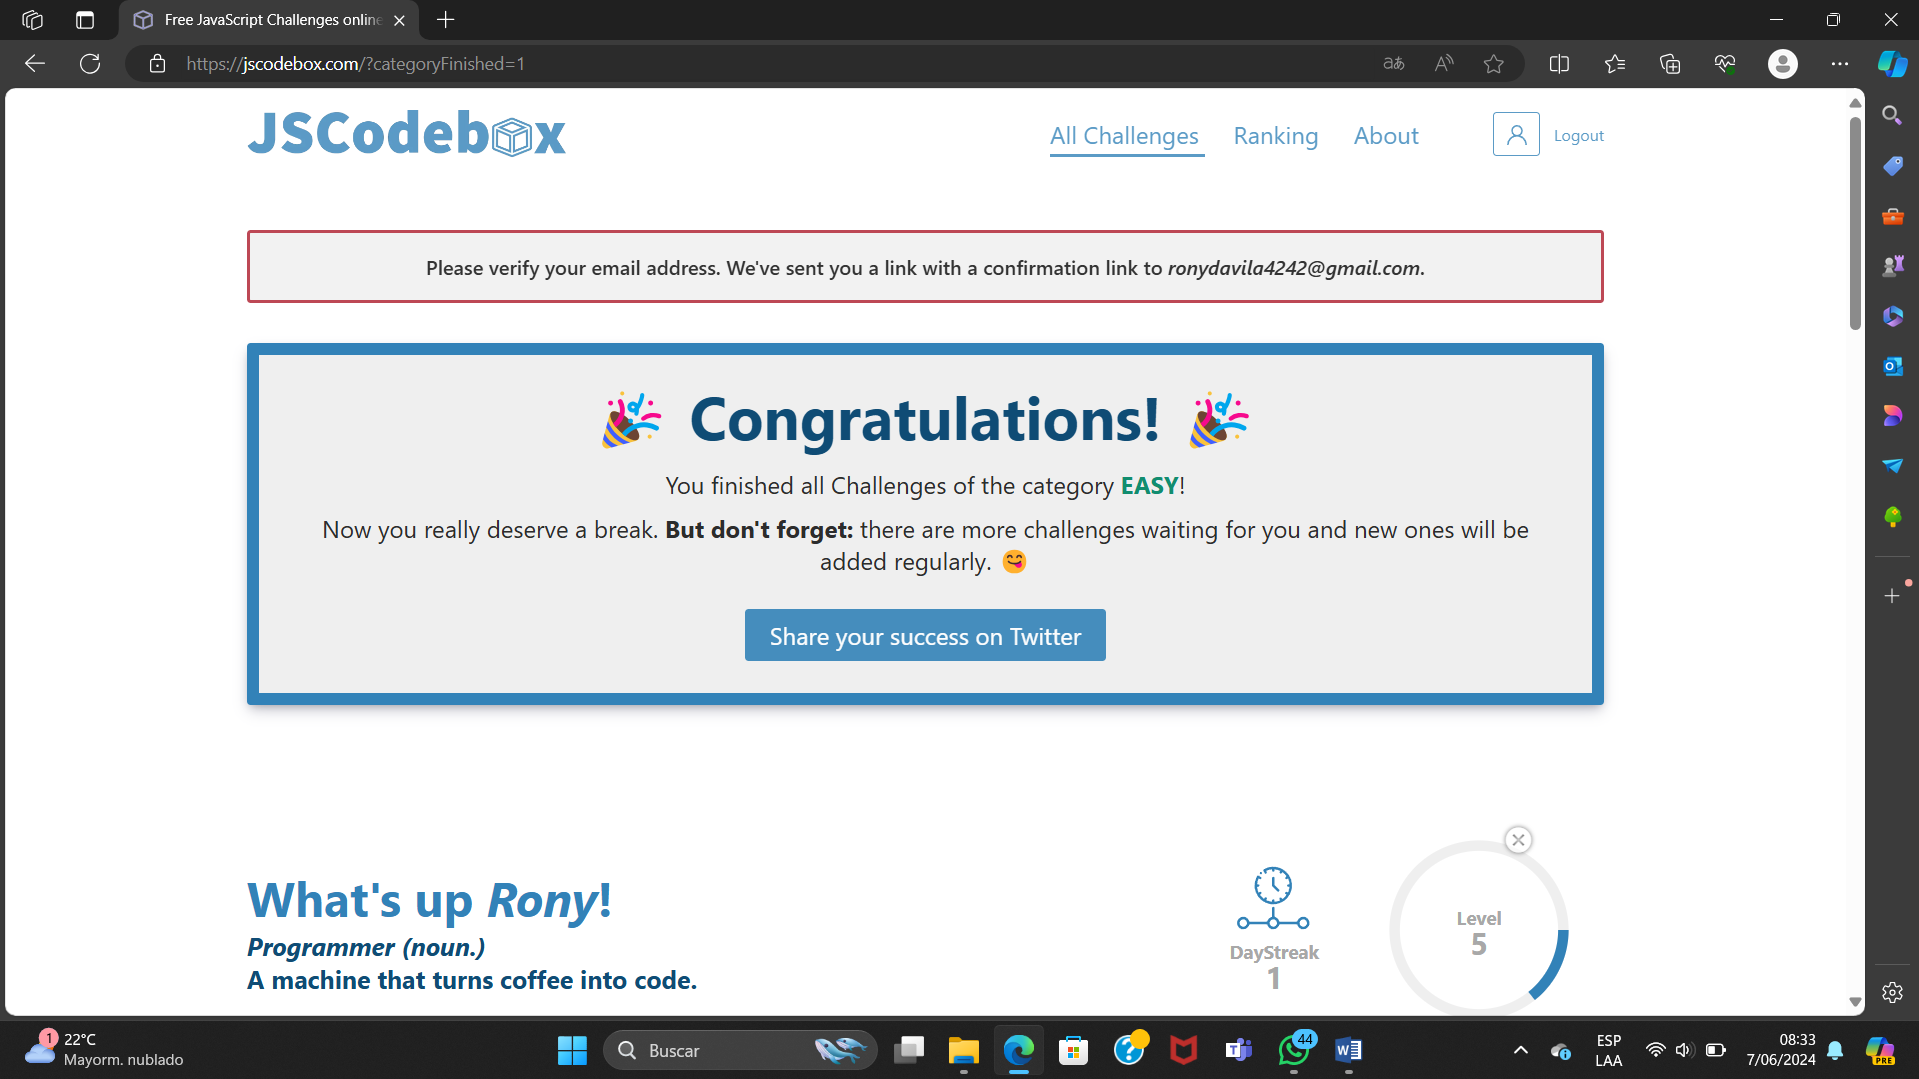 Free JavaScript Challenges online
https://jscodebox.com/?categoryFinished=1
JSCodebox
All Challenges
Ranking
About
Logout
Please verify your email address. We've sent you a link with a confirmation link to ronydavila4242@gmail.com.
Congratulations!
You finished all Challenges of the category EASY!
Now you really deserve a break. But don't forget: there are more challenges waiting for you and new ones will be
added regularly.
Share your success on Twitter
What's up Rony!
Programmer (noun.)
A machine that turns coffee into code.
DayStreak
1
Level
5
1
22°C
Mayorm. nublado
Buscar
44
ESP
LAA
08:33
7/06/2024
PRE